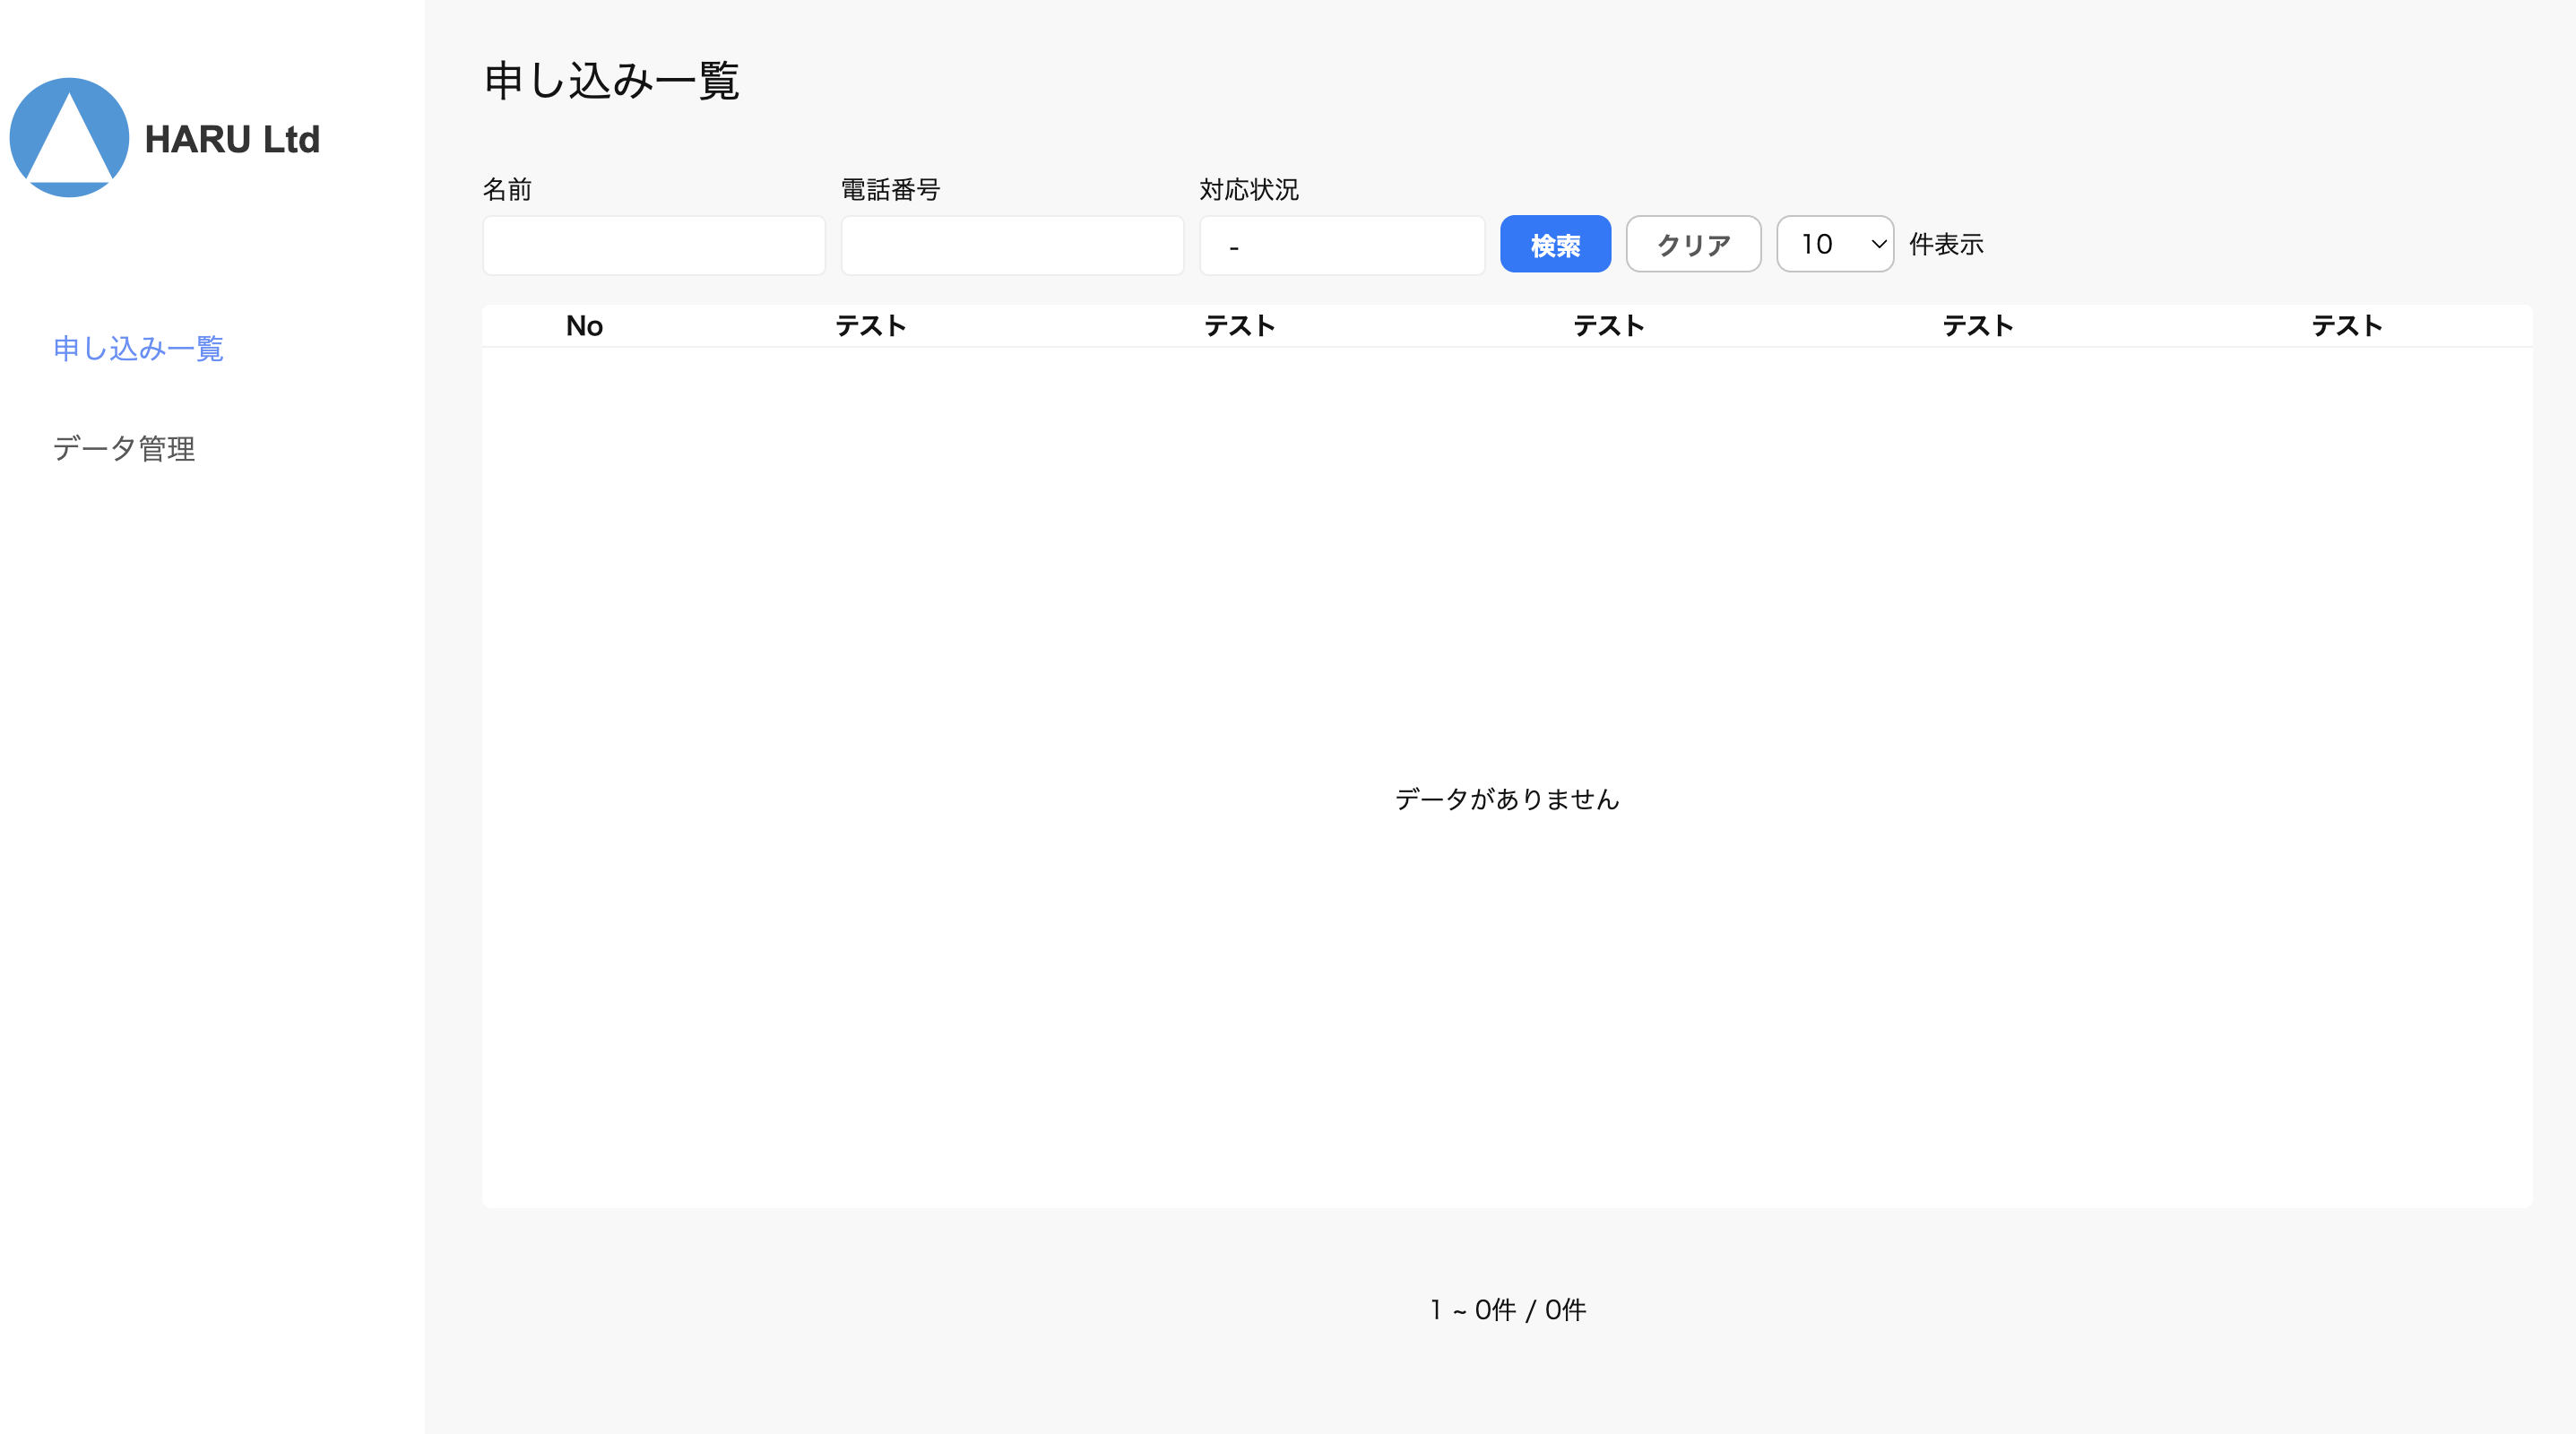 HARU Ltd
申し込み一覧
データ管理
申し込み一覧
名前 電話番号 対応状況
- 検索 クリア 10 件表示
No テスト テスト テスト テスト テスト
データがありません
1 ~ 0件 / 0件